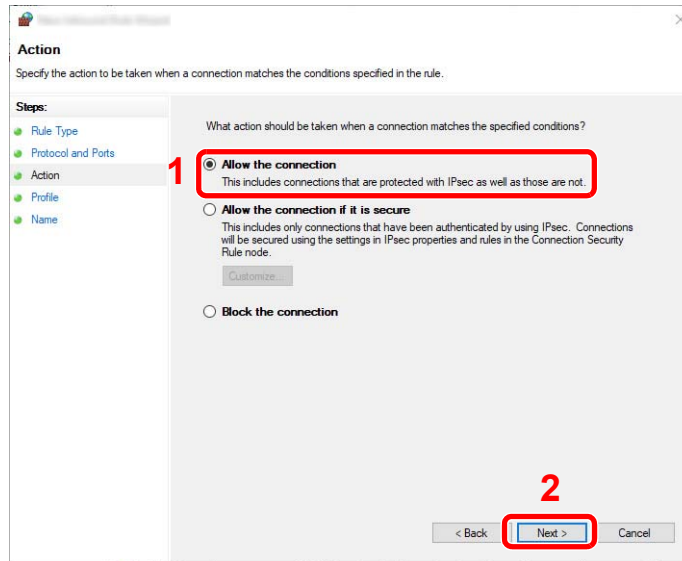 Action
Specify the action to be taken when a connection matches the conditions specified in the rule.
Steps:
Rule Type
Protocol and Ports
Action
Profile
Name
What action should be taken when a connection matches the specified conditions?
1
Allow the connection
This includes connections that are protected with IPsec as well as those are not.
Allow the connection if it is secure
This includes only connections that have been authenticated by using IPsec. Connections
will be secured using the settings in IPsec properties and rules in the Connection Security
Rule node.
Customize...
Block the connection
2
< Back
Next >
Cancel